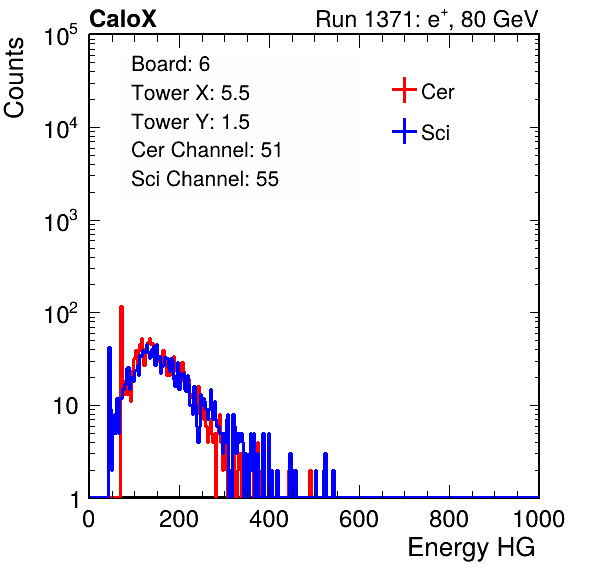 CaloX Run 1371: e⁺, 80 GeV
Counts
Board: 6
Tower X: 5.5
Tower Y: 1.5
Cer Channel: 51
Sci Channel: 55
Cer
Sci
10⁵
10⁴
10³
10²
10
1
0 200 400 600 800 1000
Energy HG